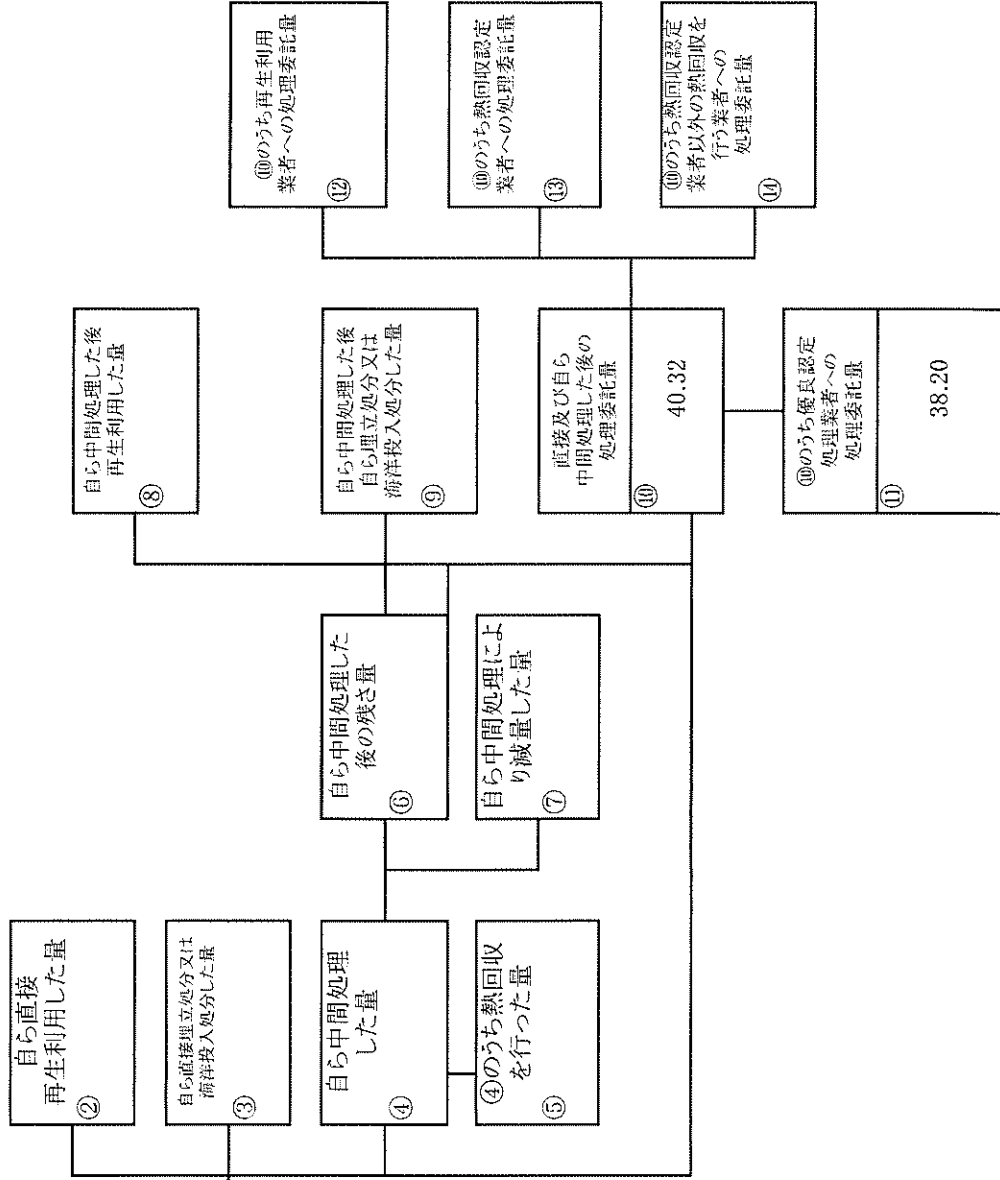 自ら直接
再生利用した量
②
自ら直接埋立処分又は
海洋投入処分した量
③
自ら中間処理
した量
④
④のうち熱回収
を行った量
⑤
自ら中間処理した
後の残さ量
⑥
自ら中間処理によ
り減量した量
⑦
自ら中間処理した後
再生利用した量
⑧
自ら中間処理した後
自ら埋立処分又は
海洋投入処分した量
⑨
直接及び自ら
中間処理した後の
処理委託量
⑩
40.32
⑩のうち優良認定
処理業者への
処理委託量
⑪
38.20
⑩のうち再生利用
業者への処理委託量
⑫
⑩のうち熱回収認定
業者への処理委託量
⑬
⑩のうち熱回収認定
業者以外の熱回収を
行う業者への
処理委託量
⑭